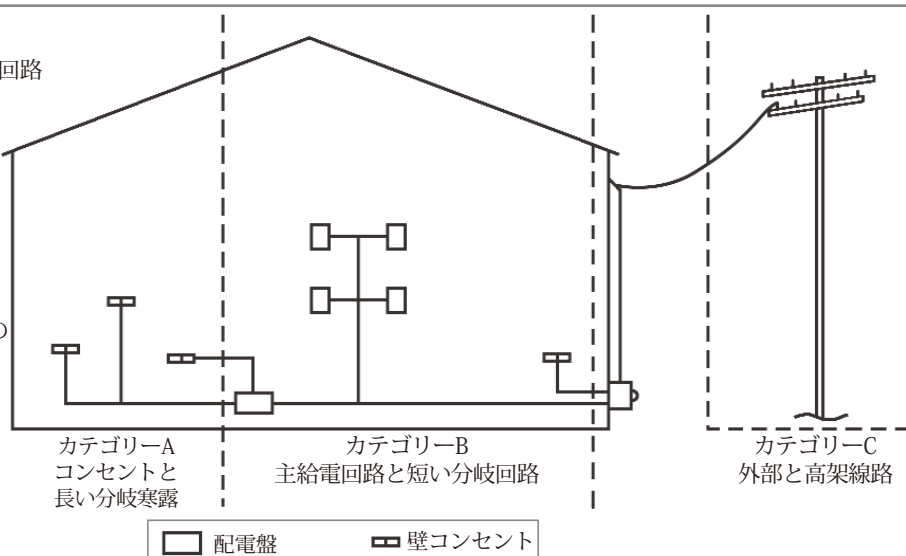 回路
の
カテゴリーA
コンセントと
長い分岐寒露
カテゴリーB
主給電回路と短い分岐回路
カテゴリーC
外部と高架線路
配電盤
壁コンセント